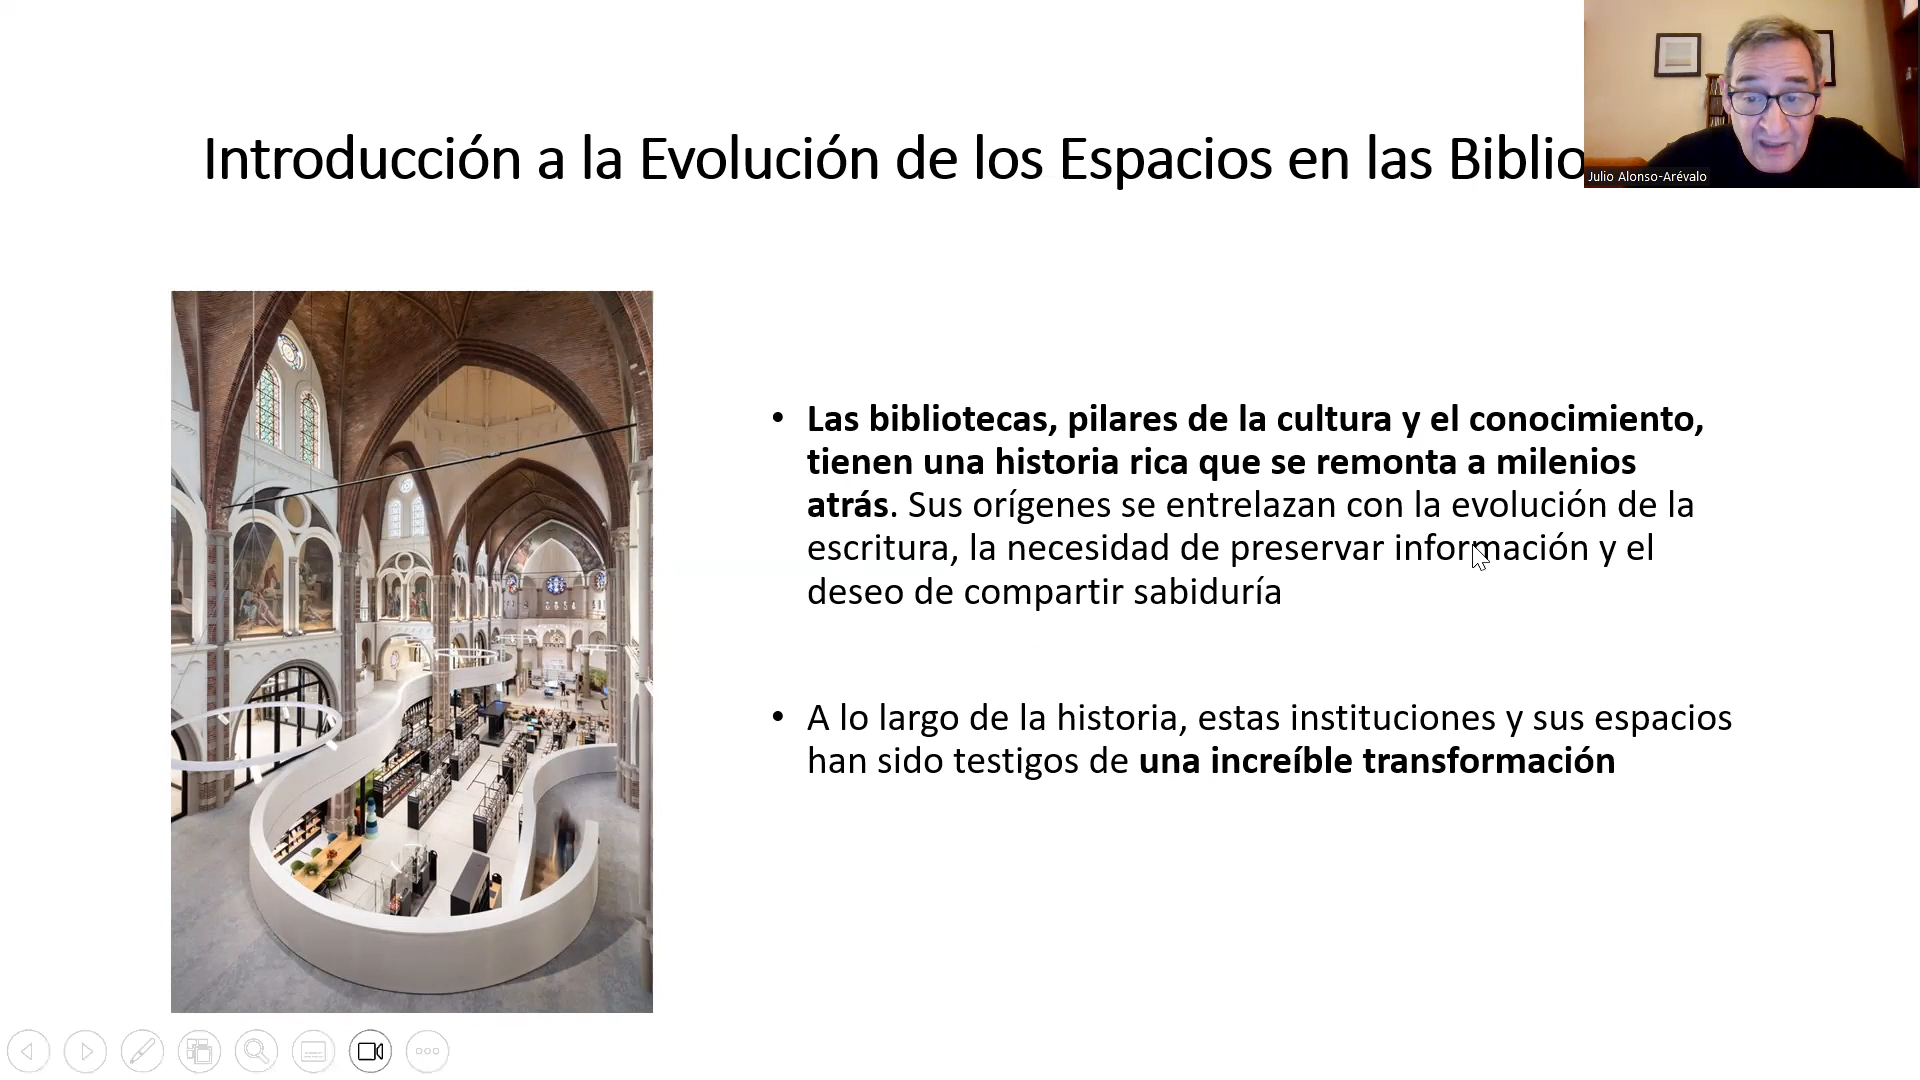 Introducción a la Evolución de los Espacios en las Biblio
Julio Alonso-Arévalo
• Las bibliotecas, pilares de la cultura y el conocimiento,
tienen una historia rica que se remonta a milenios
atrás. Sus orígenes se entrelazan con la evolución de la
escritura, la necesidad de preservar información y el
deseo de compartir sabiduría
• A lo largo de la historia, estas instituciones y sus espacios
han sido testigos de una increíble transformación